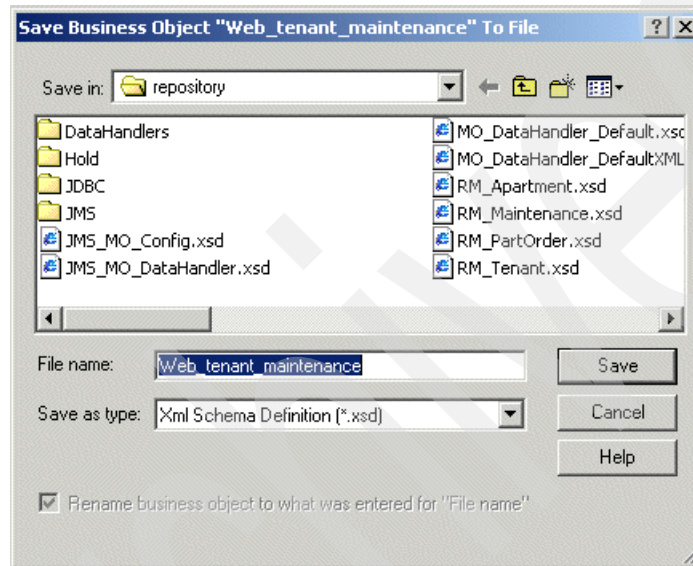 Save Business Object "Web_tenant_maintenance" To File
Save in: repository
DataHandlers
Hold
JDBC
JMS
JMS_MO_Config.xsd
JMS_MO_DataHandler.xsd
MO_DataHandler_Default.xsd
MO_DataHandler_DefaultXML
RM_Apartment.xsd
RM_Maintenance.xsd
RM_PartOrder.xsd
RM_Tenant.xsd
File name: Web_tenant_maintenance Save
Save as type: Xml Schema Definition (*.xsd) Cancel
Help
Rename business object to what was entered for "File name"